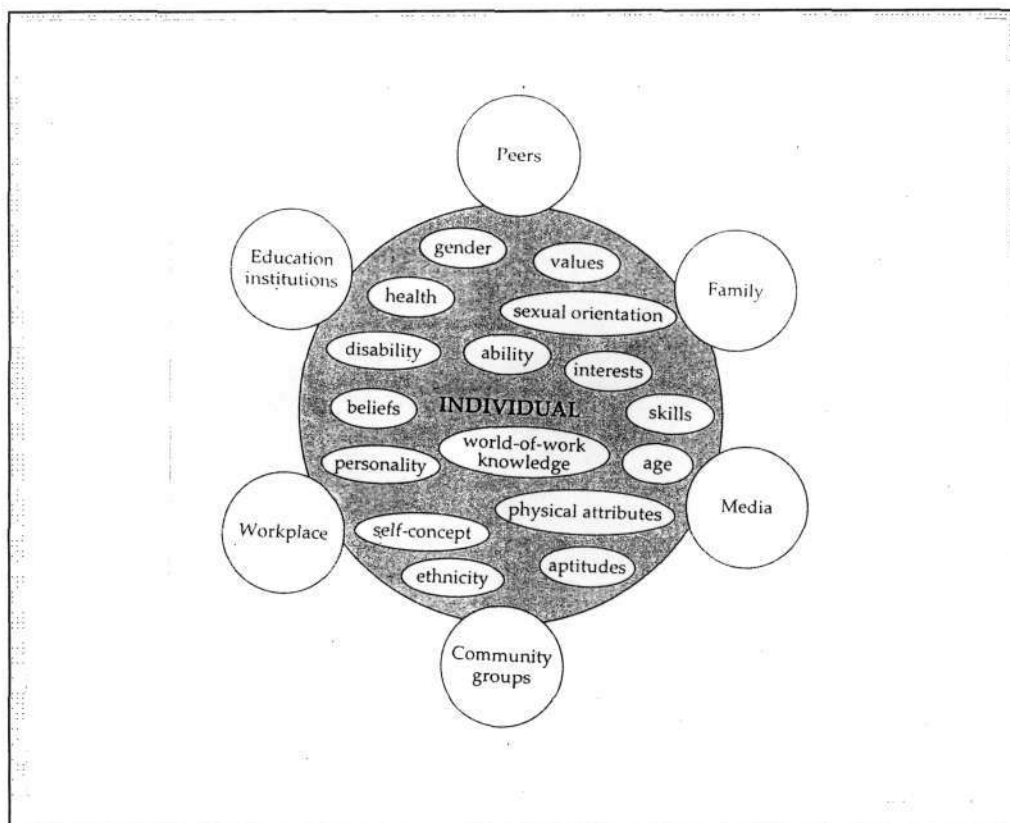 Peers
Education
institutions
gender
values
Family
health
sexual orientation
disability
ability
interests
beliefs
INDIVIDUAL
skills
world-of-work
knowledge
personality
age
Media
physical attributes
Workplace
self-concept
aptitudes
ethnicity
Community
groups